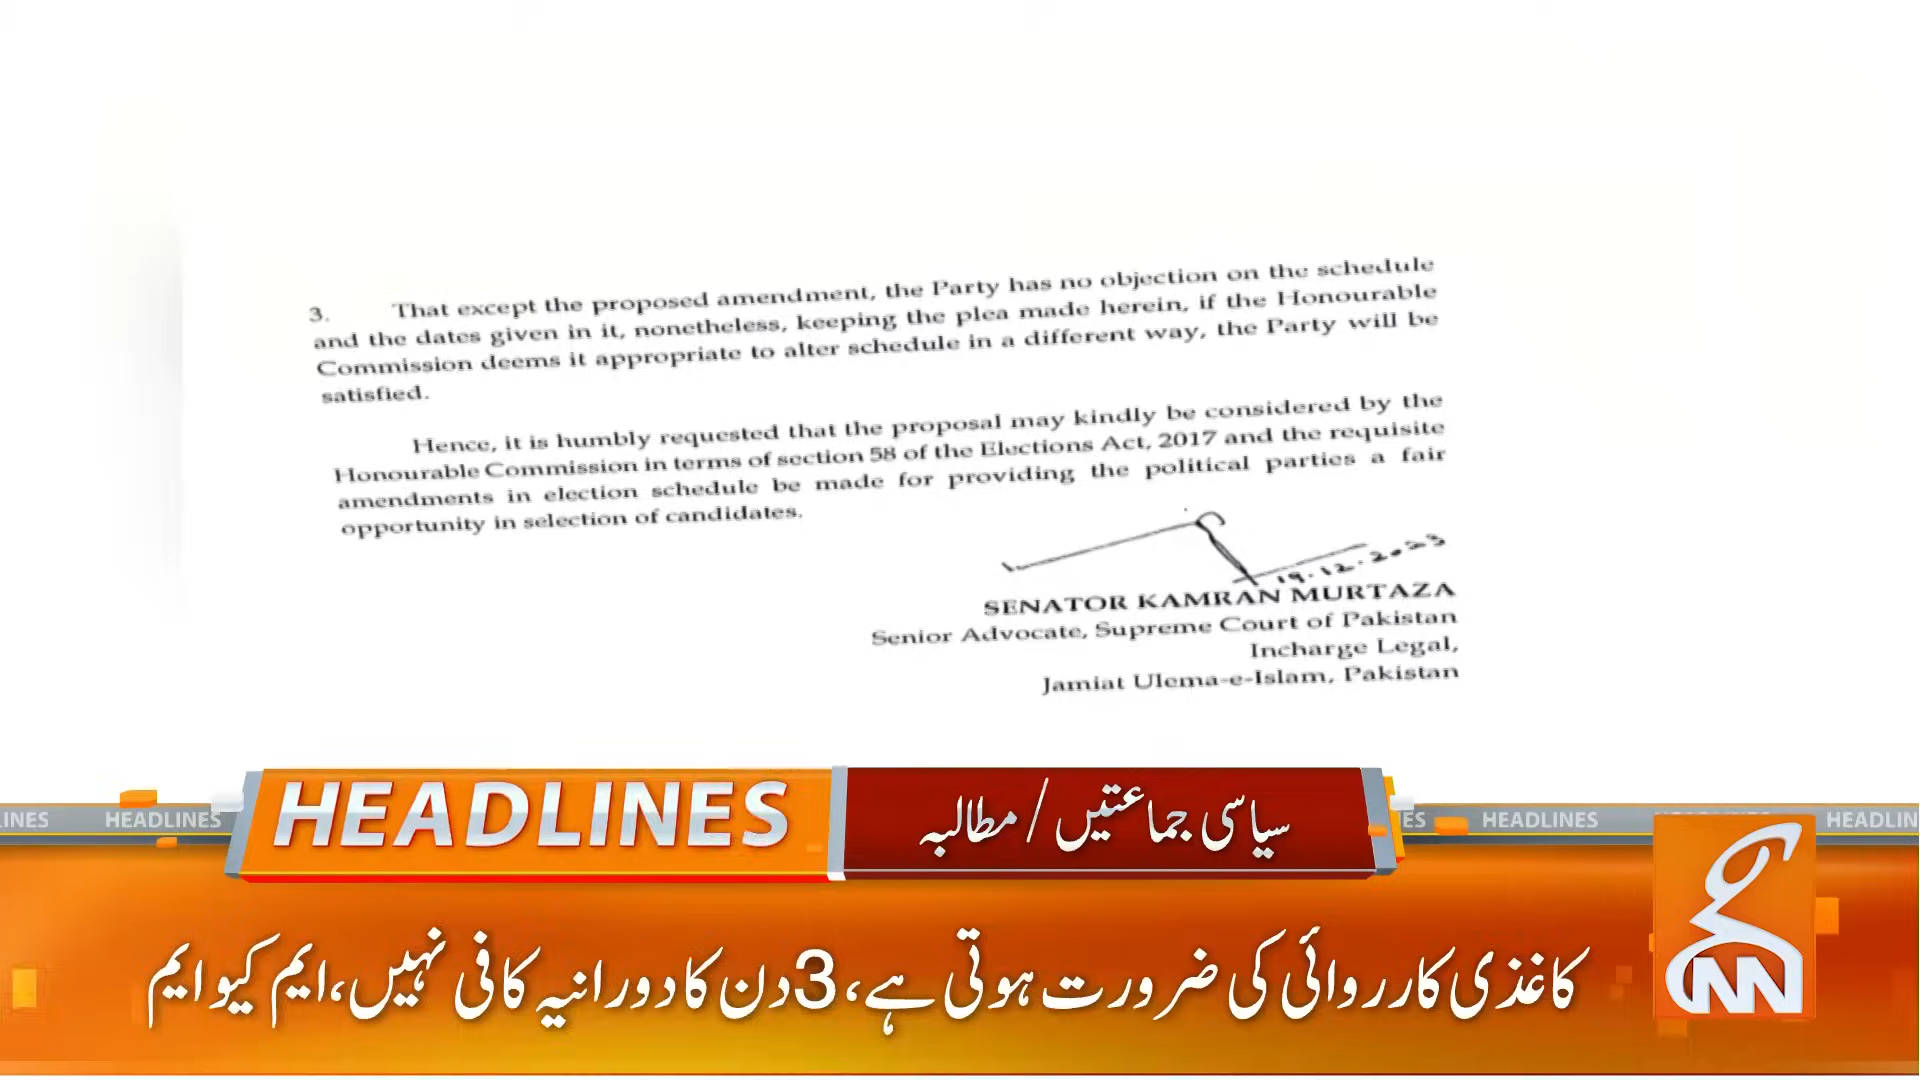 3. That except the proposed amendment, the Party has no objection on the schedule
and the dates given in it, nonetheless, keeping the plea made herein, if the Honourable
Commission deems it appropriate to alter schedule in a different way, the Party will be
satisfied.
Hence, it is humbly requested that the proposal may kindly be considered by the
Honourable Commission in terms of section 58 of the Elections Act, 2017 and the requisite
amendments in election schedule be made for providing the political parties a fair
opportunity in selection of candidates.
19.12.2023
SENATOR KAMRAN MURTAZA
Senior Advocate, Supreme Court of Pakistan
Incharge Legal,
Jamiat Ulema-e-Islam, Pakistan
HEADLINES سیاسی جماعتیں / مطالبہ
LINES HEADLINES ES HEADLINES HEADLIN
کاغذی کارروائی کی ضرورت ہوتی ہے، 3 دن کا دورانیہ کافی نہیں، ایم کیو ایم
GNN